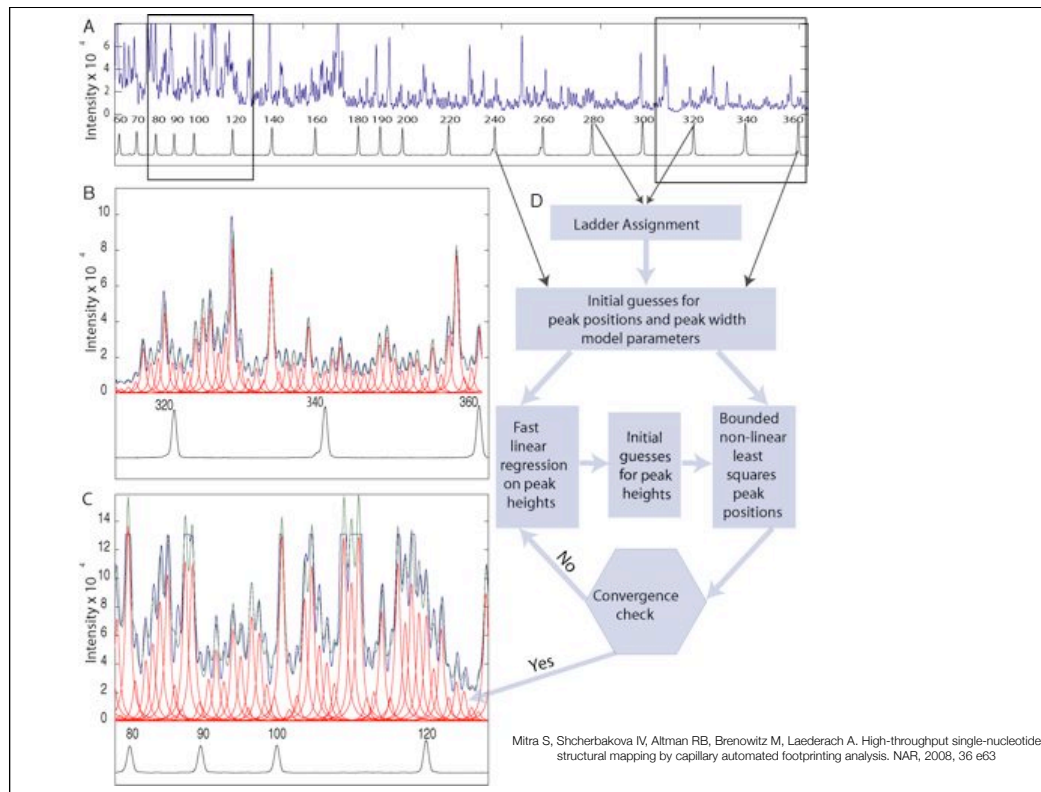 A
Intensity x 10 4
6
4
2
0
60 70 80 90 100 120 140 160 180 190 200 220 240 260 280 300 320 340 360
B
Intensity x 10 4
10
8
6
4
2
0
320 340 360
C
Intensity x 10 4
14
12
10
8
6
4
2
0
80 90 100 120
D
Ladder Assignment
Initial guesses for
peak positions and peak width
model parameters
Fast
linear
regression
on peak
heights
Initial
guesses
for peak
heights
Bounded
non-linear
least
squares
peak
positions
No
Convergence
check
Yes
Mitra S, Shcherbakova IV, Altman RB, Brenowitz M, Laederach A. High-throughput single-nucleotide
structural mapping by capillary automated footprinting analysis. NAR, 2008, 36 e63